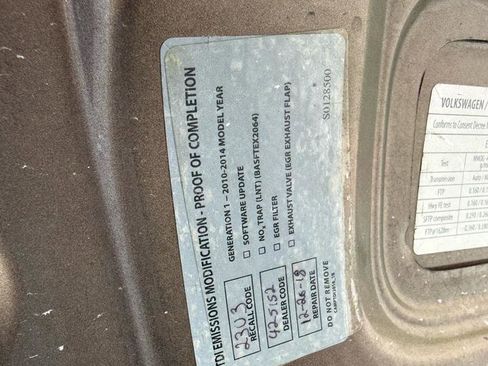 TDI EMISSIONS MODIFICATION - PROOF OF COMPLETION
GENERATION 1 - 2010-2014 MODEL YEAR
□ SOFTWARE UPDATE
□ NOₓ TRAP (LNT) (BASFTEX2064)
□ EGR FILTER
□ EXHAUST VALVE (EGR EXHAUST FLAP)
S0128500
23U3
RECALL CODE
425152
DEALER CODE
12-26-18
REPAIR DATE
DO NOT REMOVE
VOLKSWAGEN /
Conforms to Consent Decree
Test
Transmission
FTP
Hwy FE test
SFTP composite